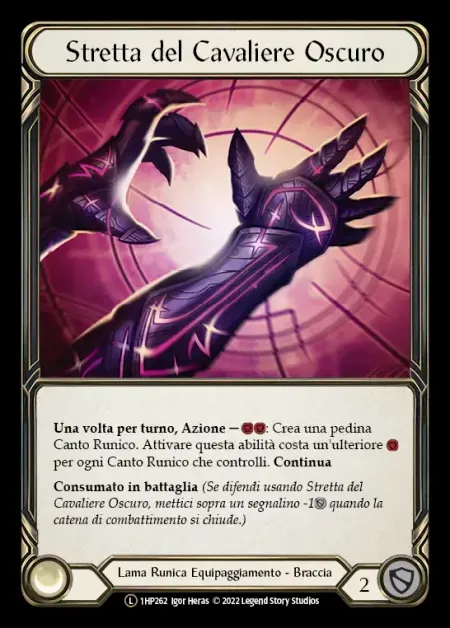 Stretta del Cavaliere Oscuro
Una volta per turno, Azione — : Crea una pedina
Canto Runico. Attivare questa abilità costa un'ulteriore
per ogni Canto Runico che controlli. Continua
Consumato in battaglia (Se difendi usando Stretta del
Cavaliere Oscuro, mettici sopra un segnalino -1 quando la
catena di combattimento si chiude.)
Lama Runica Equipaggiamento - Braccia
2
L 1HP262 Igor Heras © 2022 Legend Story Studios